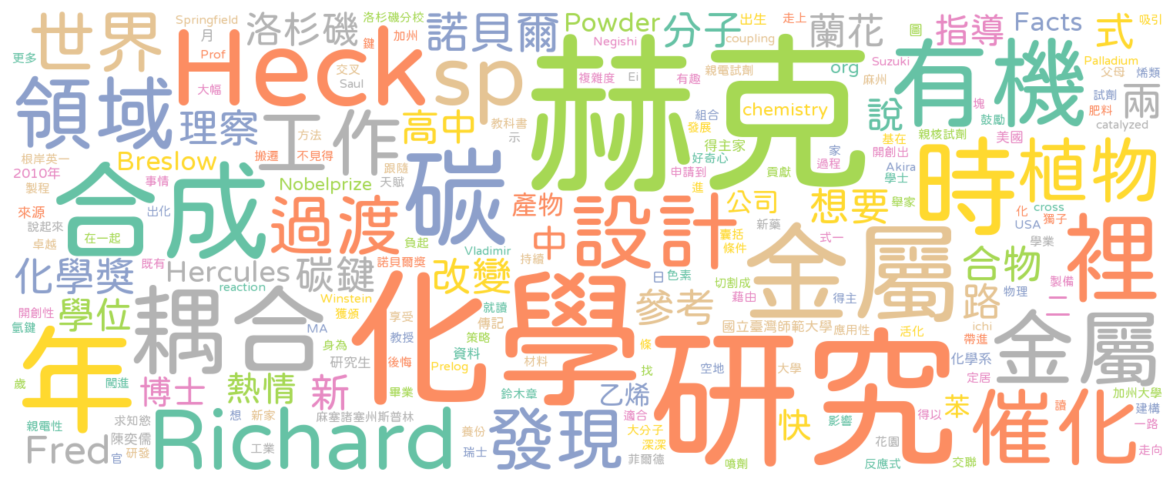 Springfield
洛杉磯
洛杉磯分校
出生
走上
圖
吸引
世界
月
加州
鍵
諾貝爾
Powder
分子
蘭花
指導
Facts
式
更多
Prof
Heck
sp
Negishi
coupling
有機
Palladium
大幅
交叉
Saul
赫克
複雜度
Ei
有趣
親電試劑
org
麻州
Suzuki
塊
父母
烯類
領域
理察
工作
高中
教科書
示
組合
發展
chemistry
說
試劑
肥料
鼓勵
兩
catalyzed
根岸英一
2010年
搬遷
方法
不見得
Breslow
跟隨
天賦
碳
得主家
好奇心
申請到
進
貢獻
家
過程
基在
開創出
Akira
學士
親核試劑
美國
時
植物
製程
事情
出化
Nobelprize
產物
公司
想要
舉家
cross
化
USA
獨子
來源
說起來
卓越
在一起
合成
過渡
負起
中
設計
新藥
囊括
條件
式一
學業
裡
化學獎
既有
Hercules
諾貝爾獎
碳鍵
Vladimir
持續
改變
日
色素
切割成
金屬
合物
物理
製備
開創性
reaction
Winstein
學位
獲頒
享受
傳記
就讀
策略
參考
藉由
得主
路
二
氫鍵
MA
教授
國立臺灣師範大學
應用性
活化
ichi
帶進
年
耦合
身為
研究生
後悔
資料
Prelog
化學
材料
條
找
空地
大學
化學系
定居
金屬
加州大學
歲
闖進
博士
熱情
新
畢業
鈴木章
乙烯
研究
適合
快
影響
得以
苯
讀
建構
一路
親電性
求知慾
想
新家
麻塞諸塞州斯普林
養份
大分子
深深
催化
Fred
陳奕儒
官
研發
工業
Richard
瑞士
發現
菲爾德
噴劑
花園
反應式
交聯
走向